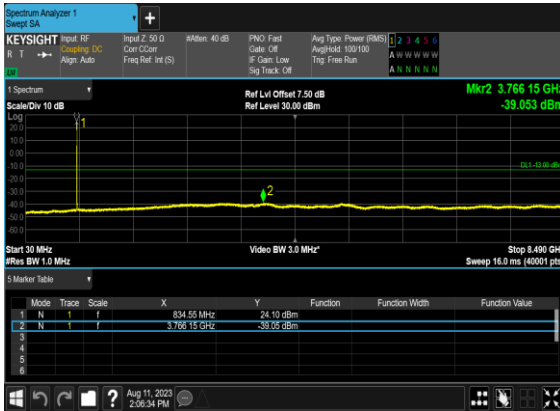 Spectrum Analyzer 1
Swept SA
+
KEYSIGHT Input: RF Input Z: 50 Ω #Atten: 40 dB PNO: Fast Avg Type: Power (RMS) 1 2 3 4 5 6
R T Coupling: DC Corr CCorr Gate: Off Avg|Hold: 100/100 A W W W W W
Align: Auto Freq Ref: Int (S) IF Gain: Low Trig: Free Run
Sig Track: Off A N N N N N
LXI
1 Spectrum
Ref Lvl Offset 7.50 dB Mkr2 3.766 15 GHz
Scale/Div 10 dB Ref Level 30.00 dBm -39.053 dBm
Log
20.0 1
10.0
0.00
-10.0 DL1 -13.00 dBm
-20.0
-30.0 2
-40.0
-50.0
-60.0
Start 30 MHz Video BW 3.0 MHz* Stop 8.490 GH
#Res BW 1.0 MHz Sweep 16.0 ms (40001 pts
5 Marker Table
Mode Trace Scale X Y Function Function Width Function Value
1 N 1 f 834.55 MHz 24.10 dBm
2 N 1 f 3.766 15 GHz -39.05 dBm
3
4
5
6
? Aug 11, 2023
2:06:34 PM